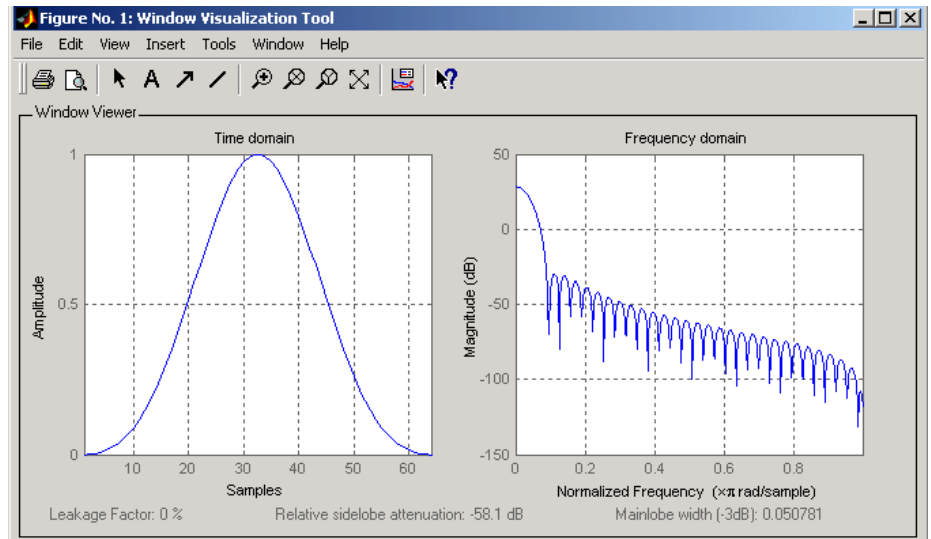 Figure No. 1: Window Visualization Tool
File Edit View Insert Tools Window Help
A
Window Viewer
Time domain
Frequency domain
1
0.5
0
10 20 30 40 50 60
Amplitude
Samples
50
0
-50
-100
-150
0 0.2 0.4 0.6 0.8
Magnitude (dB)
Normalized Frequency (×π rad/sample)
Leakage Factor: 0 % Relative sidelobe attenuation: -58.1 dB Mainlobe width (-3dB): 0.050781